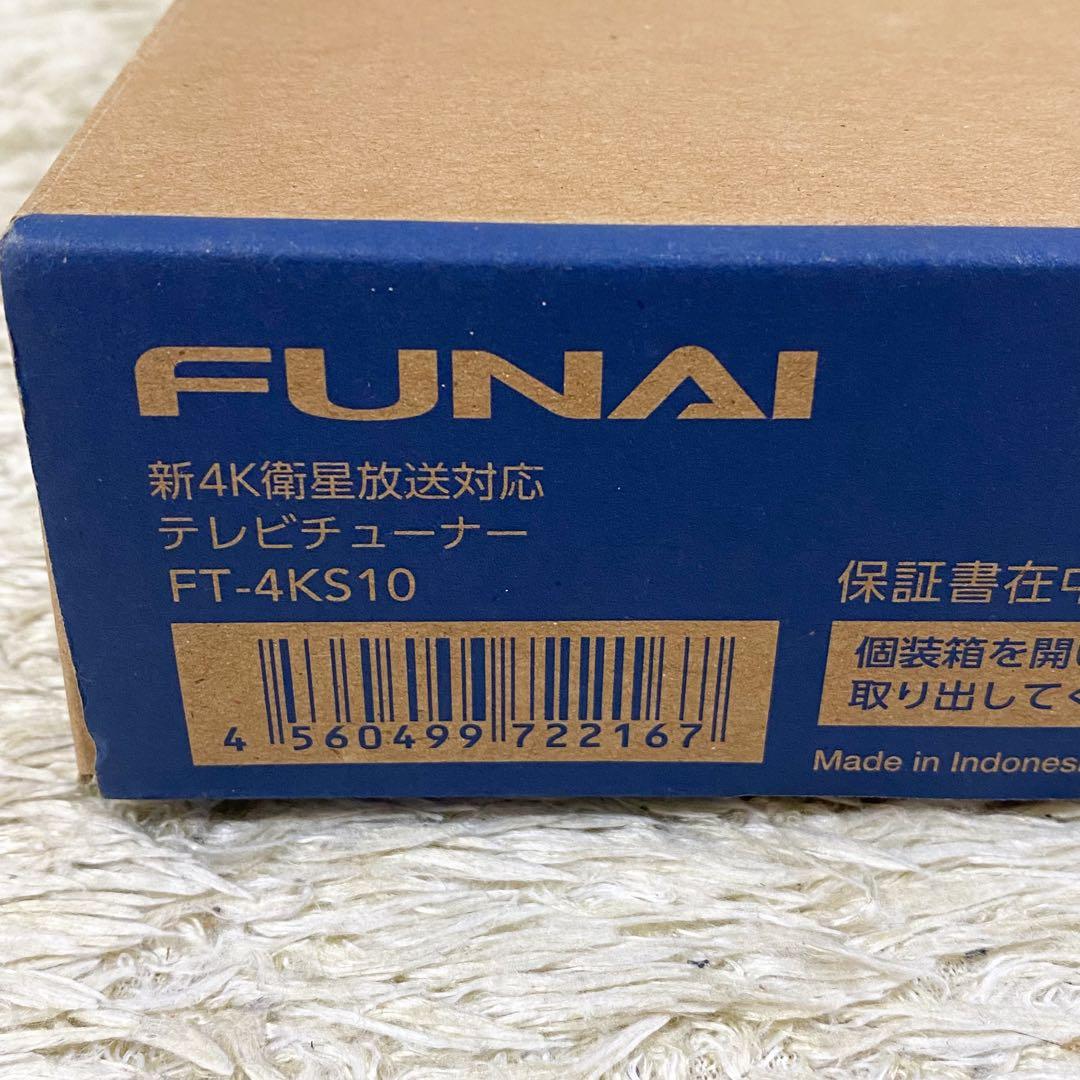 FUNAI
新4K衛星放送対応
テレビチューナー
FT-4KS10
4 560499 722167
保証書在中
個装箱を開い
取り出してく
Made in Indones